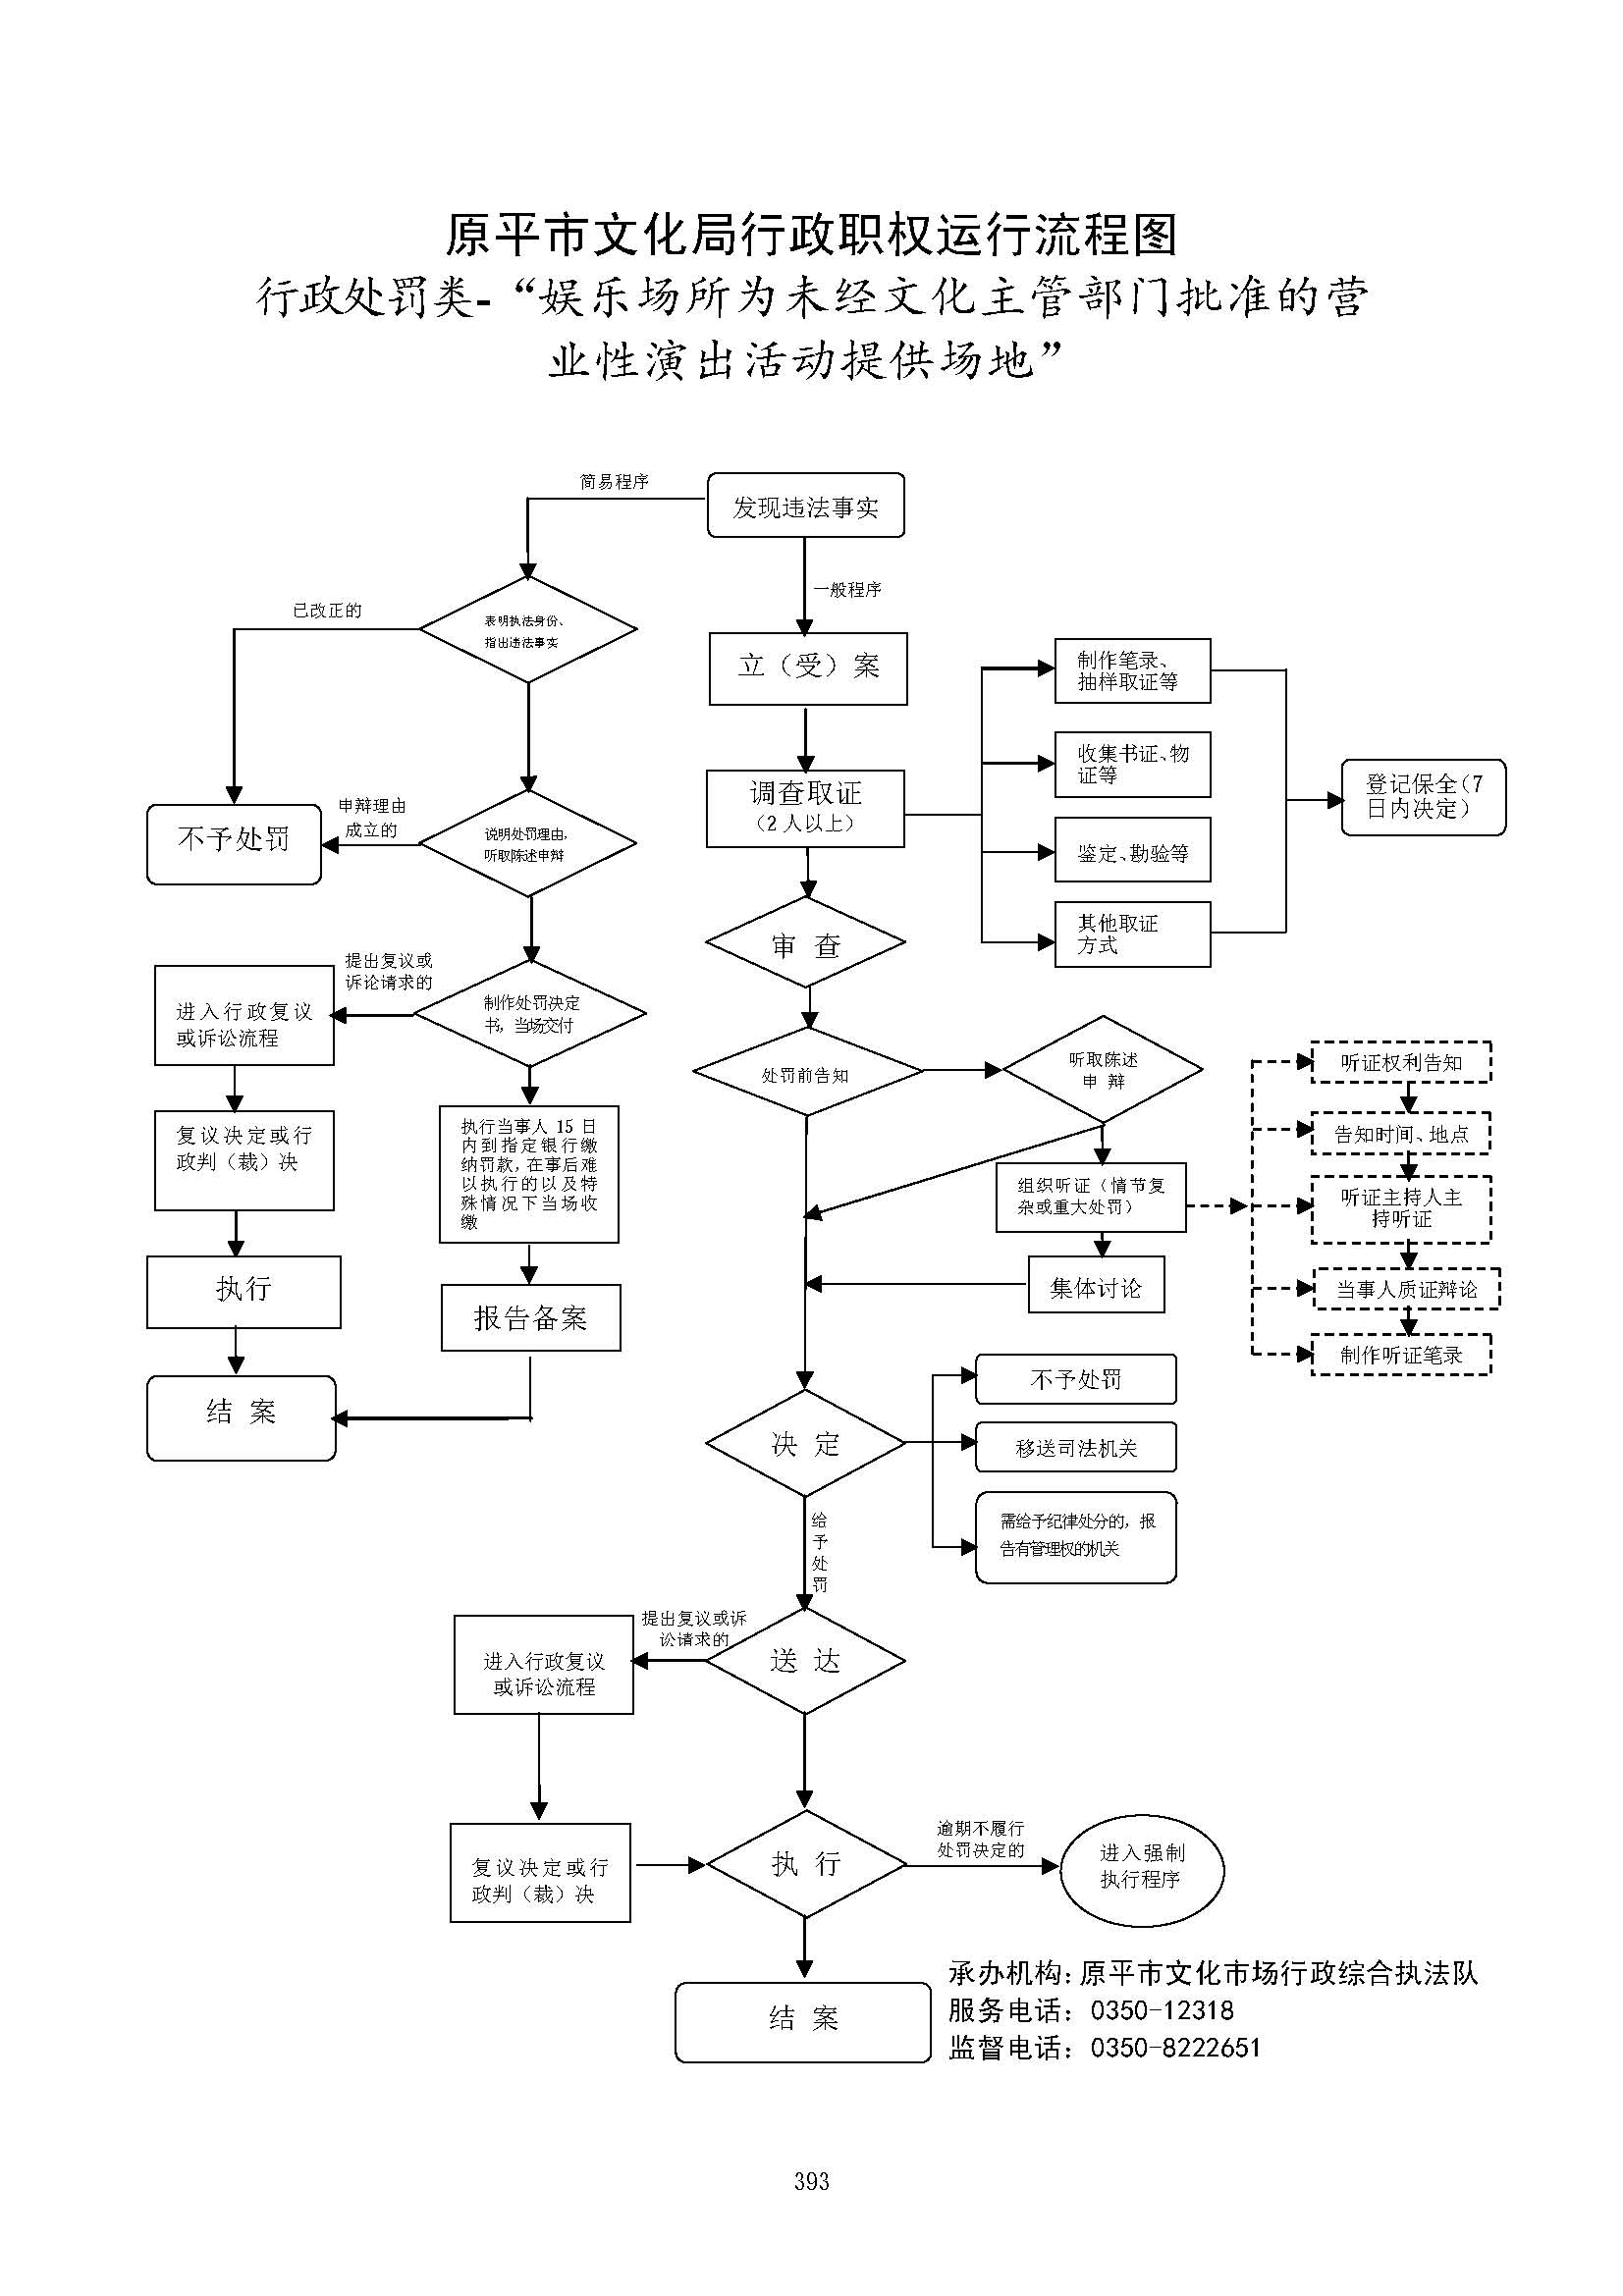 原平市文化局行政职权运行流程图
行政处罚类-“娱乐场所为未经文化主管部门批准的营
业性演出活动提供场地”
简易程序
发现违法事实
一般程序
已改正的
表明执法身份、
指出违法事实
立（受）案
制作笔录、
抽样取证等
收集书证、物
证等
登记保全（7
日内决定）
调查取证
（2 人以上）
申辩理由
成立的
不予处罚
说明处罚理由，
听取陈述申辩
鉴定、勘验等
其他取证
方式
审 查
提出复议或
诉论请求的
进入行政复议
或诉讼流程
制作处罚决定
书，当场交付
处罚前告知
听取陈述
申 辩
听证权利告知
告知时间、地点
听证主持人主
持听证
当事人质证辩论
制作听证笔录
复议决定或行
政判（裁）决
执行当事人 15 日
内到指定银行缴
纳罚款，在事后难
以执行的以及特
殊情况下当场收
缴
组织听证（情节复
杂或重大处罚）
集体讨论
执行
报告备案
结 案
决 定
不予处罚
移送司法机关
需给予纪律处分的，报
告有管理权的机关
给
予
处
罚
提出复议或诉
讼请求的
进入行政复议
或诉讼流程
送 达
复议决定或行
政判（裁）决
执 行
逾期不履行
处罚决定的
进入强制
执行程序
结 案
承办机构：原平市文化市场行政综合执法队
服务电话：0350-12318
监督电话：0350-8222651
393